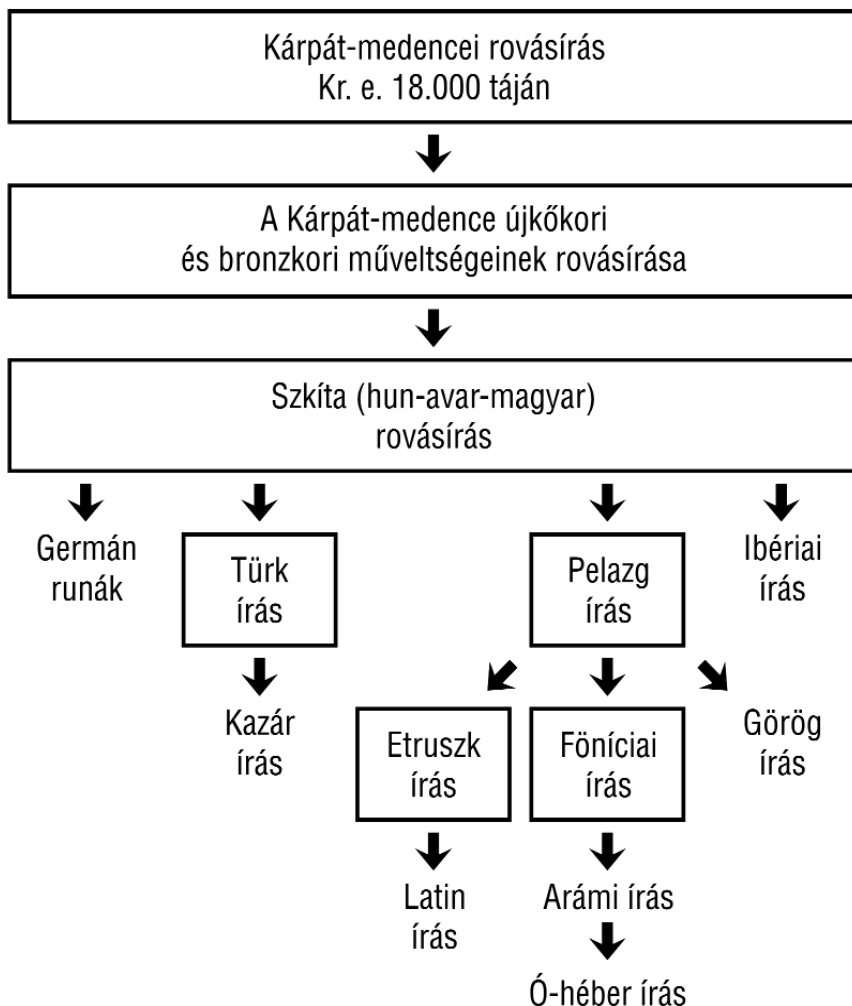 Kárpát-medencei rovásírás
Kr. e. 18.000 táján
A Kárpát-medence újkőkori
és bronzkori műveltségeinek rovásírása
Szkíta (hun-avar-magyar)
rovásírás
Germán
runák
Türk
írás
Pelazg
írás
Ibériai
írás
Kazár
írás
Etruszk
írás
Föníciai
írás
Görög
írás
Latin
írás
Arámi írás
Ó-héber írás